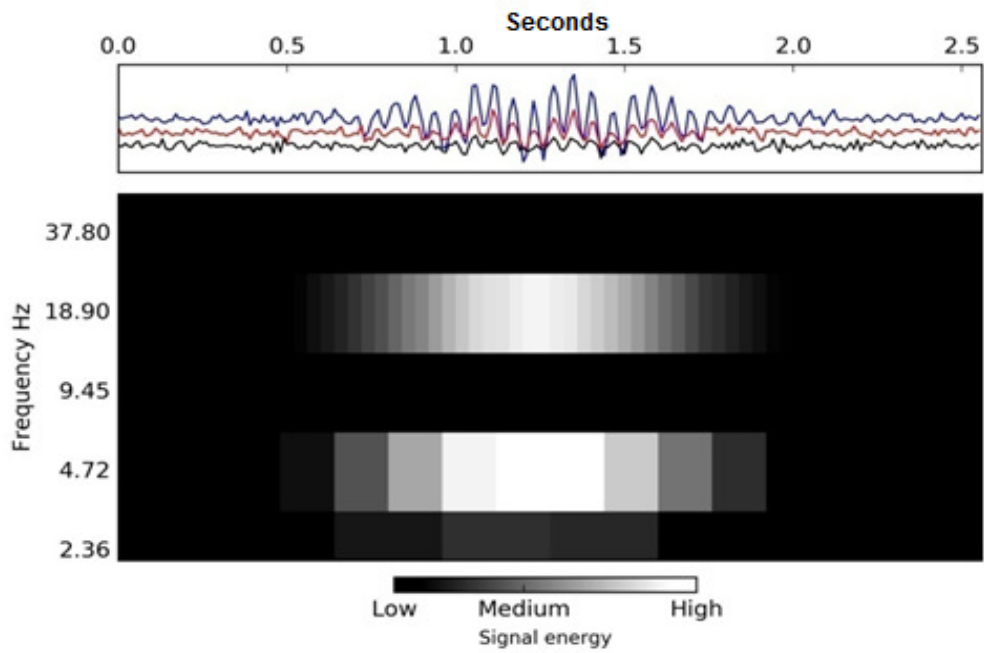 Seconds
0.0 0.5 1.0 1.5 2.0 2.5
Frequency Hz
37.80
18.90
9.45
4.72
2.36
Low Medium High
Signal energy